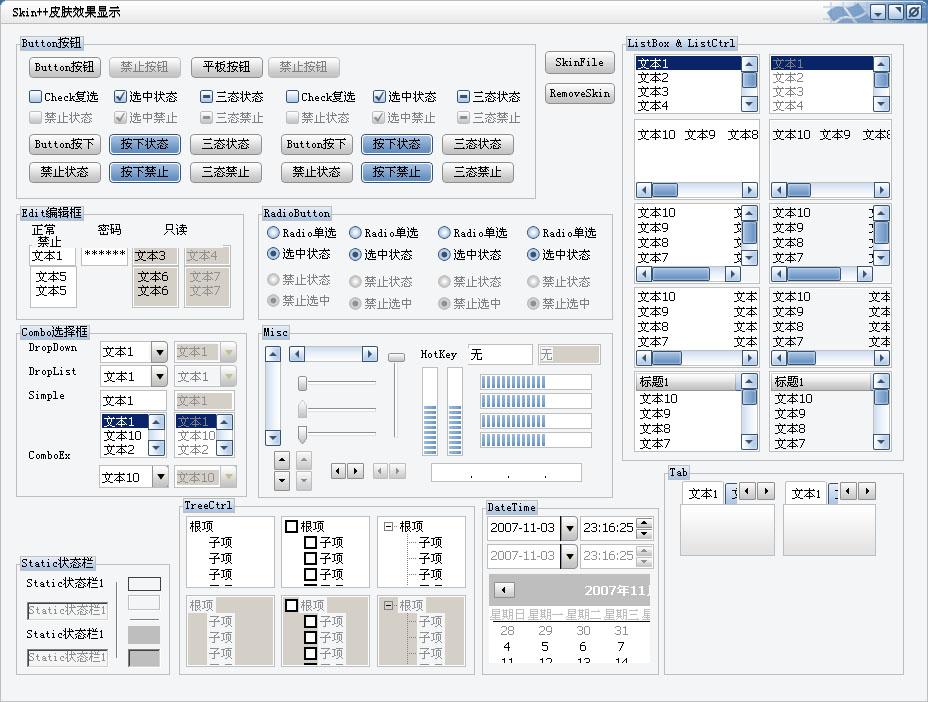 Skin++皮肤效果显示
Button按钮
Button按钮 禁止按钮 平板按钮 禁止按钮
Check复选 选中状态 三态状态 Check复选 选中状态 三态状态
禁止状态 选中禁止 三态禁止 禁止状态 选中禁止 三态禁止
Button按下 按下状态 三态状态 Button按下 按下状态 三态状态
禁止状态 按下禁止 三态禁止 禁止状态 按下禁止 三态禁止
SkinFile
RemoveSkin
ListBox & ListCtrl
文本1 文本1
文本2 文本2
文本3 文本3
文本4 文本4
文本10 文本9 文本8 文本10 文本9 文本8
文本10 文本10
文本9 文本9
文本8 文本8
文本7 文本7
文本10 文本 文本10 文本
文本9 文本 文本9 文本
文本8 文本 文本8 文本
文本7 文本 文本7 文本
标题1 标题1
文本10 文本10
文本9 文本9
文本8 文本8
文本7 文本7
Edit编辑框
正常 密码 只读
禁止
文本1 ****** 文本3 文本4
文本5 文本6 文本7
文本5 文本6 文本7
RadioButton
Radio单选 Radio单选 Radio单选 Radio单选
选中状态 选中状态 选中状态 选中状态
禁止状态 禁止状态 禁止状态 禁止状态
禁止选中 禁止选中 禁止选中 禁止选中
Combo选择框
DropDown 文本1 文本1
DropList 文本1 文本1
Simple 文本1 文本1
文本1 文本1
文本10 文本10
文本2 文本2
ComboEx 文本10 文本10
Misc
HotKey 无 无
. . .
Tab
文本1 文本1
TreeCtrl
根项 根项 根项
子项 子项 子项
子项 子项 子项
子项 子项 子项
根项 根项 根项
子项 子项 子项
子项 子项 子项
子项 子项 子项
DateTime
2007-11-03 23:16:25
2007-11-03 23:16:25
2007年11月
星期日 星期一 星期二 星期三 星
28 29 30 31
4 5 6 7
11 12 13 14
Static状态栏
Static状态栏1
Static状态栏1
Static状态栏1
Static状态栏1